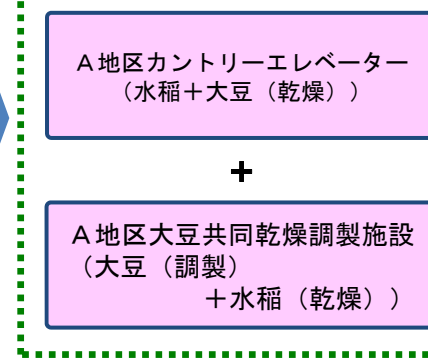 A地区カントリーエレベーター
（水稲＋大豆（乾燥））
＋
A地区大豆共同乾燥調製施設
（大豆（調製）
＋水稲（乾燥））